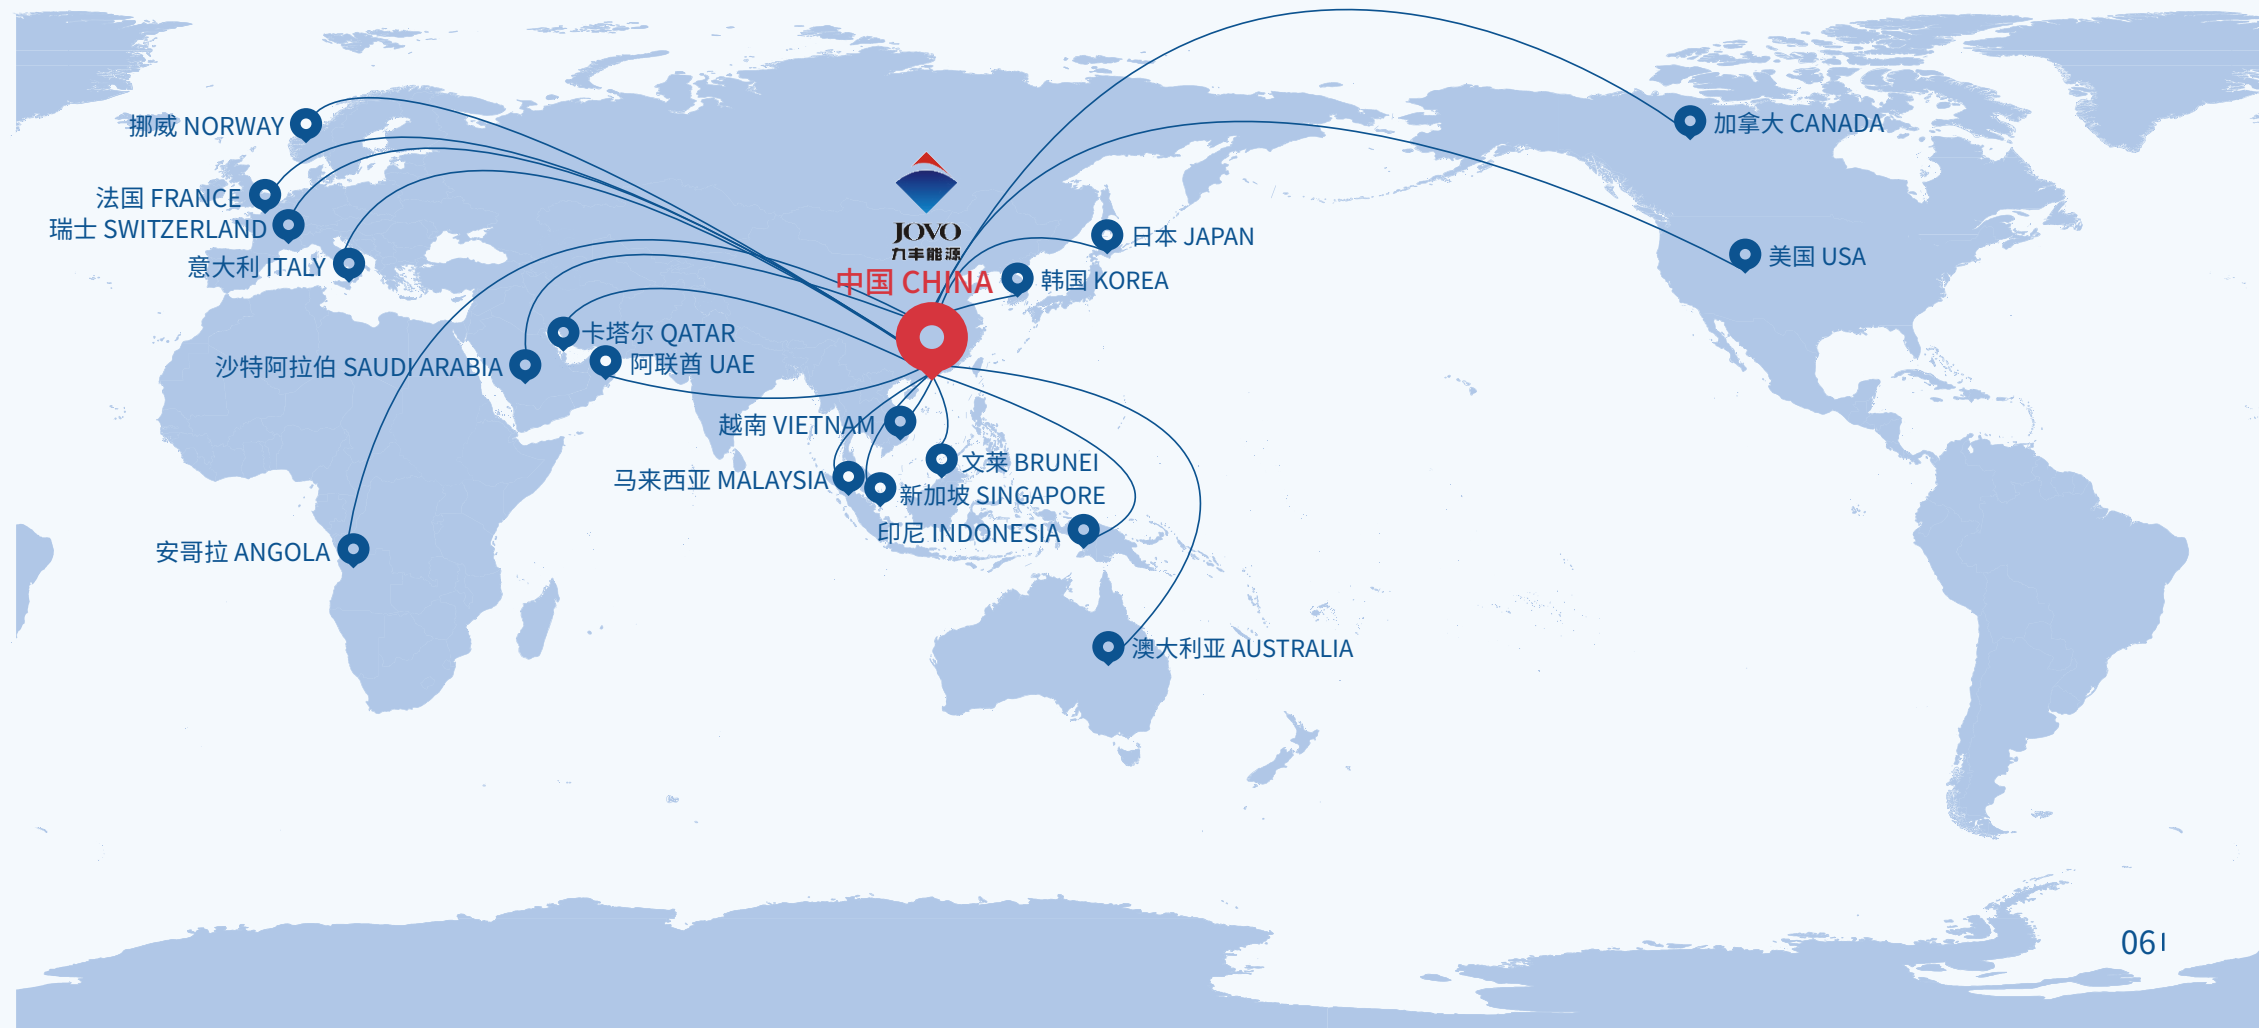 挪威 NORWAY
加拿大 CANADA
法国 FRANCE
瑞士 SWITZERLAND
意大利 ITALY
JOVO
九丰能源
中国 CHINA
日本 JAPAN
韩国 KOREA
美国 USA
卡塔尔 QATAR
沙特阿拉伯 SAUDI ARABIA
阿联酋 UAE
越南 VIETNAM
文莱 BRUNEI
马来西亚 MALAYSIA
新加坡 SINGAPORE
印尼 INDONESIA
安哥拉 ANGOLA
澳大利亚 AUSTRALIA
06